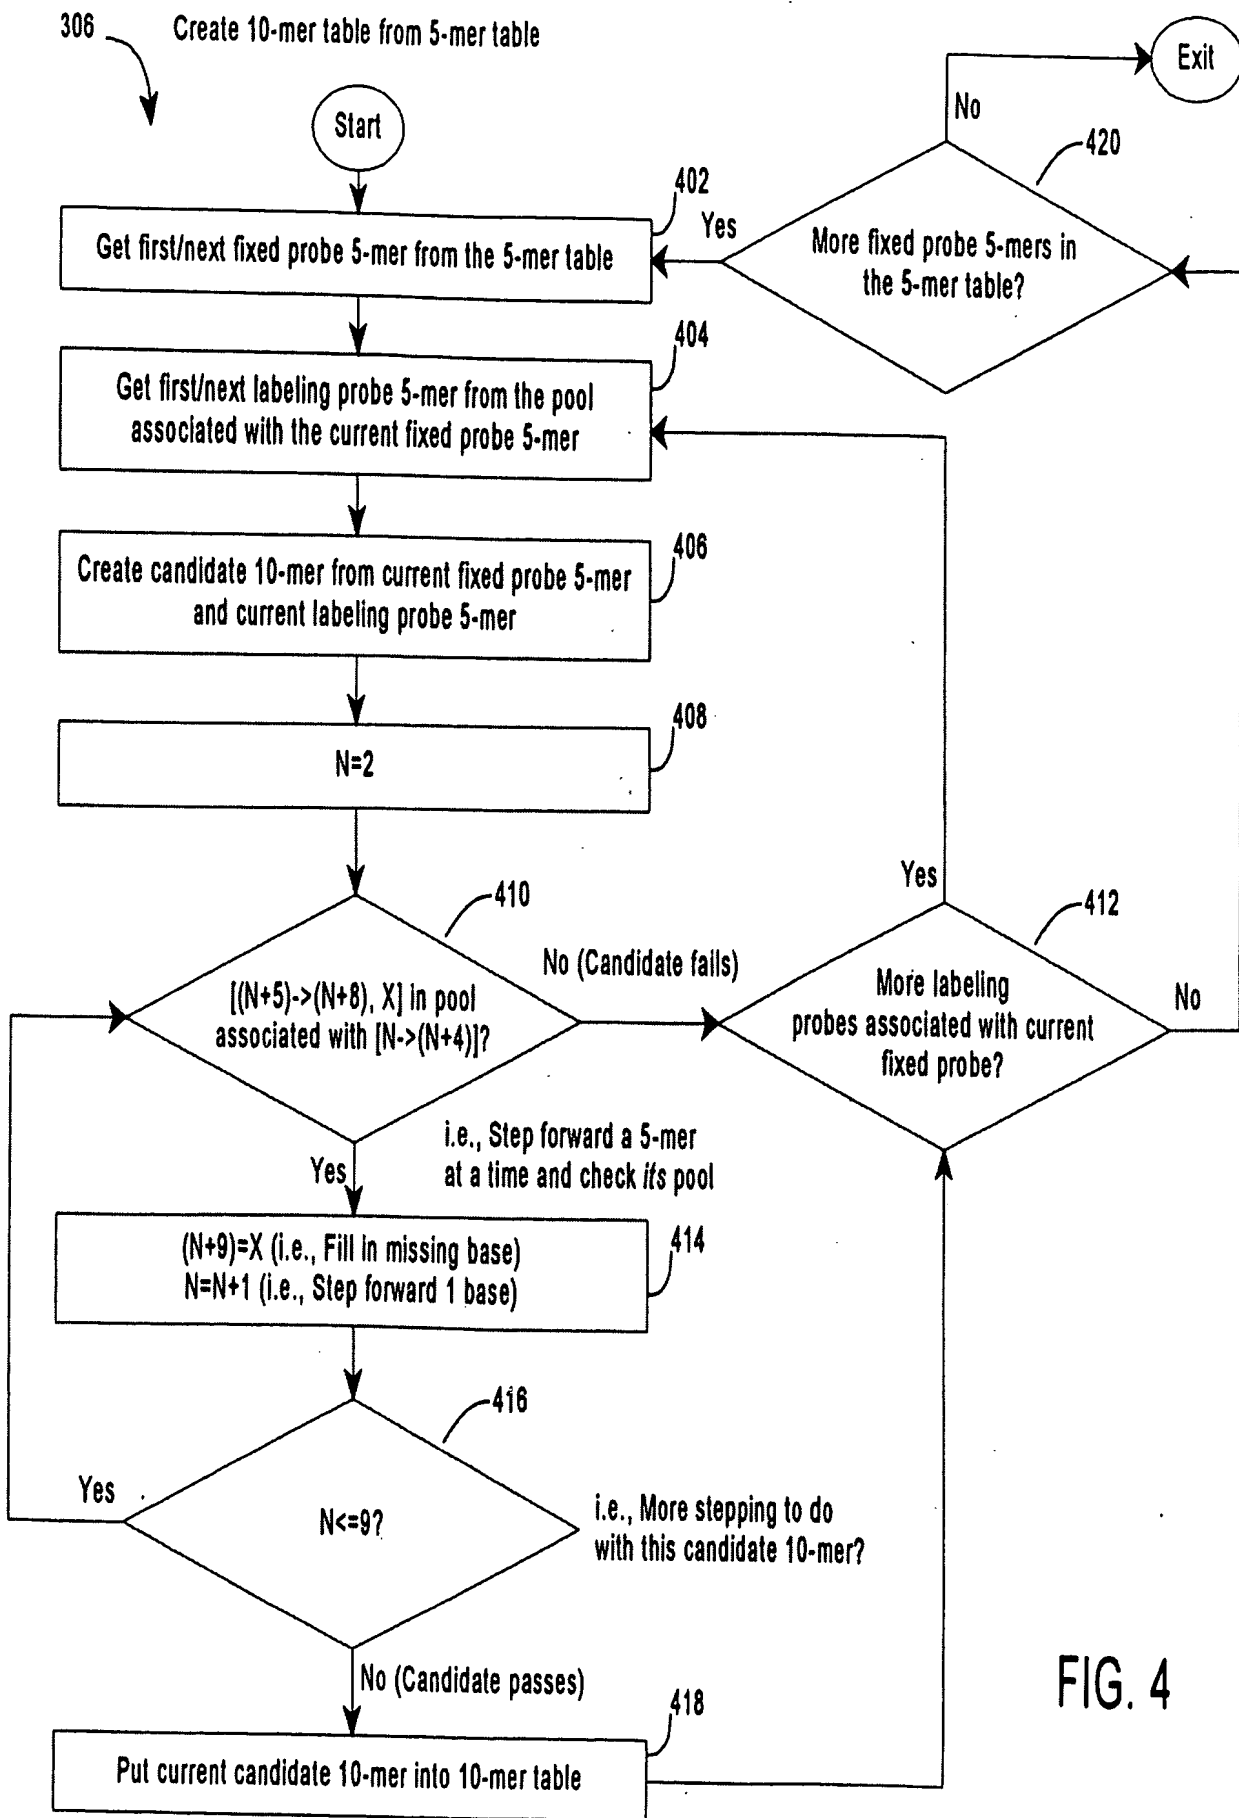 306
Create 10-mer table from 5-mer table
Start
Exit
No
420
402
Get first/next fixed probe 5-mer from the 5-mer table
Yes
More fixed probe 5-mers in
the 5-mer table?
404
Get first/next labeling probe 5-mer from the pool
associated with the current fixed probe 5-mer
406
Create candidate 10-mer from current fixed probe 5-mer
and current labeling probe 5-mer
408
N=2
410
[(N+5)->(N+8), X] in pool
associated with [N->(N+4)]?
No (Candidate fails)
Yes
412
More labeling
probes associated with current
fixed probe?
No
i.e., Step forward a 5-mer
at a time and check its pool
Yes
414
(N+9)=X (i.e., Fill in missing base)
N=N+1 (i.e., Step forward 1 base)
416
Yes
N<=9?
i.e., More stepping to do
with this candidate 10-mer?
No (Candidate passes)
418
Put current candidate 10-mer into 10-mer table
FIG. 4